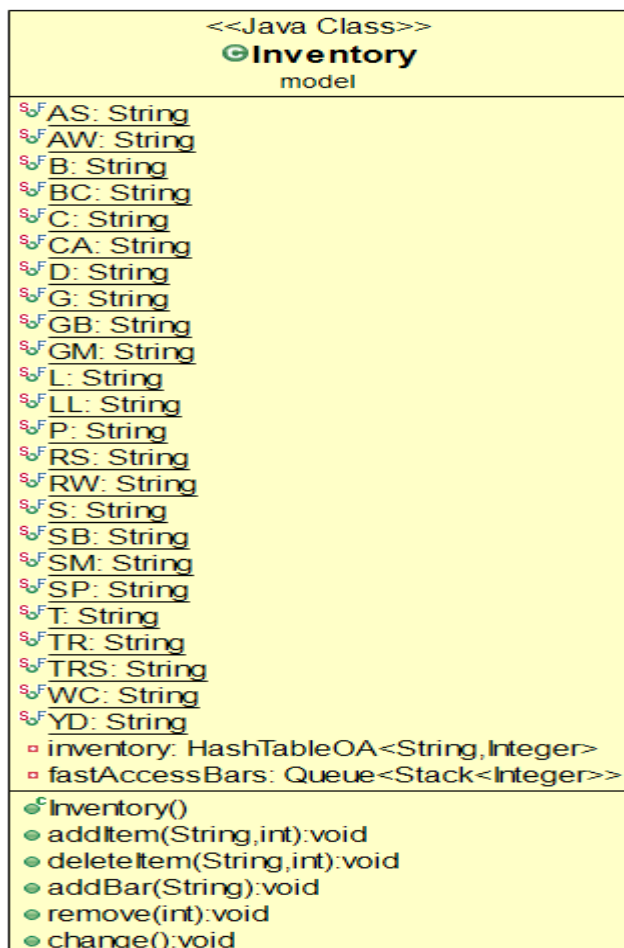 <<Java Class>>
Inventory
model
AS: String
AW: String
B: String
BC: String
C: String
CA: String
D: String
G: String
GB: String
GM: String
L: String
LL: String
P: String
RS: String
RW: String
S: String
SB: String
SM: String
SP: String
T: String
TR: String
TRS: String
WC: String
YD: String
inventory: HashTableOA<String,Integer>
fastAccessBars: Queue<Stack<Integer>>
Inventory()
addItem(String,int):void
deleteItem(String,int):void
addBar(String):void
remove(int):void
change():void